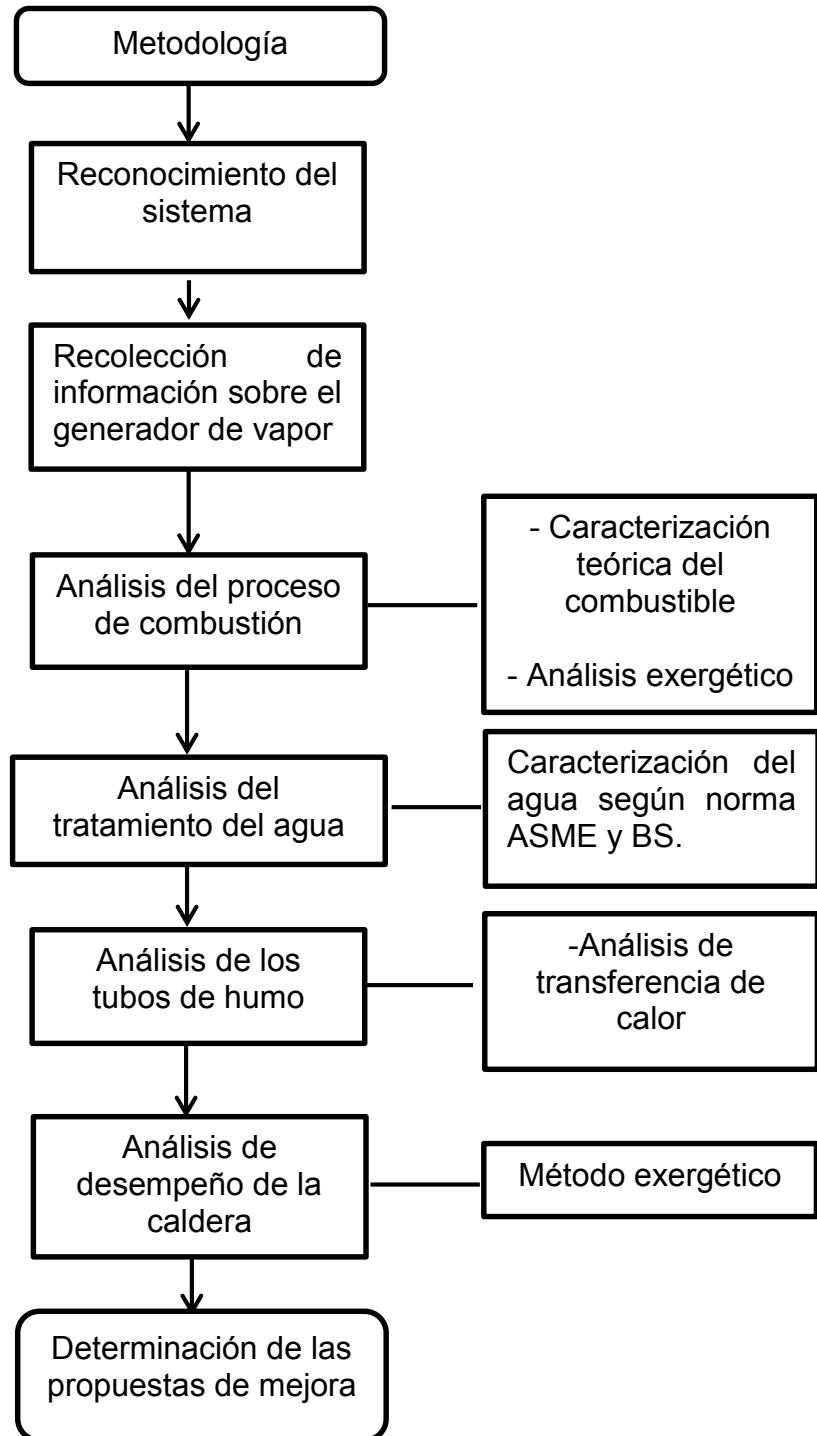 Metodología
Reconocimiento del
sistema
Recolección de
información sobre el
generador de vapor
Análisis del proceso
de combustión
- Caracterización
teórica del
combustible
- Análisis exergético
Análisis del
tratamiento del agua
Caracterización del
agua según norma
ASME y BS.
Análisis de los
tubos de humo
-Análisis de
transferencia de
calor
Análisis de
desempeño de la
caldera
Método exergético
Determinación de las
propuestas de mejora